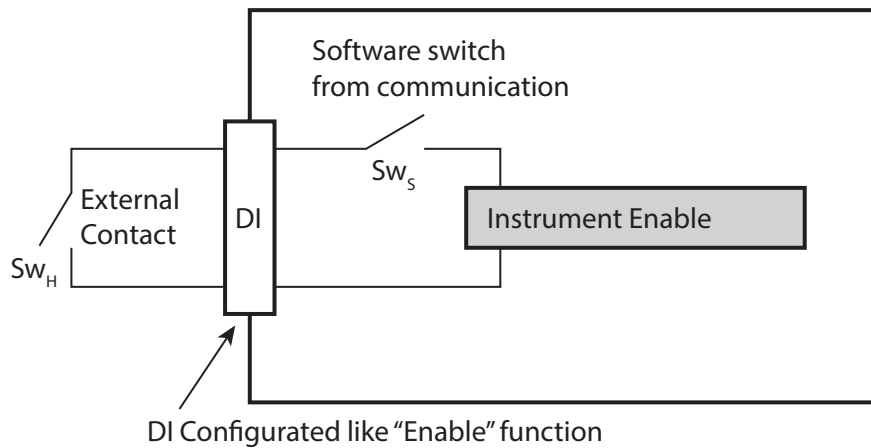 Software switch
from communication
Sw_S
External
Contact
DI
Instrument Enable
Sw_H
DI Configurated like “Enable” function